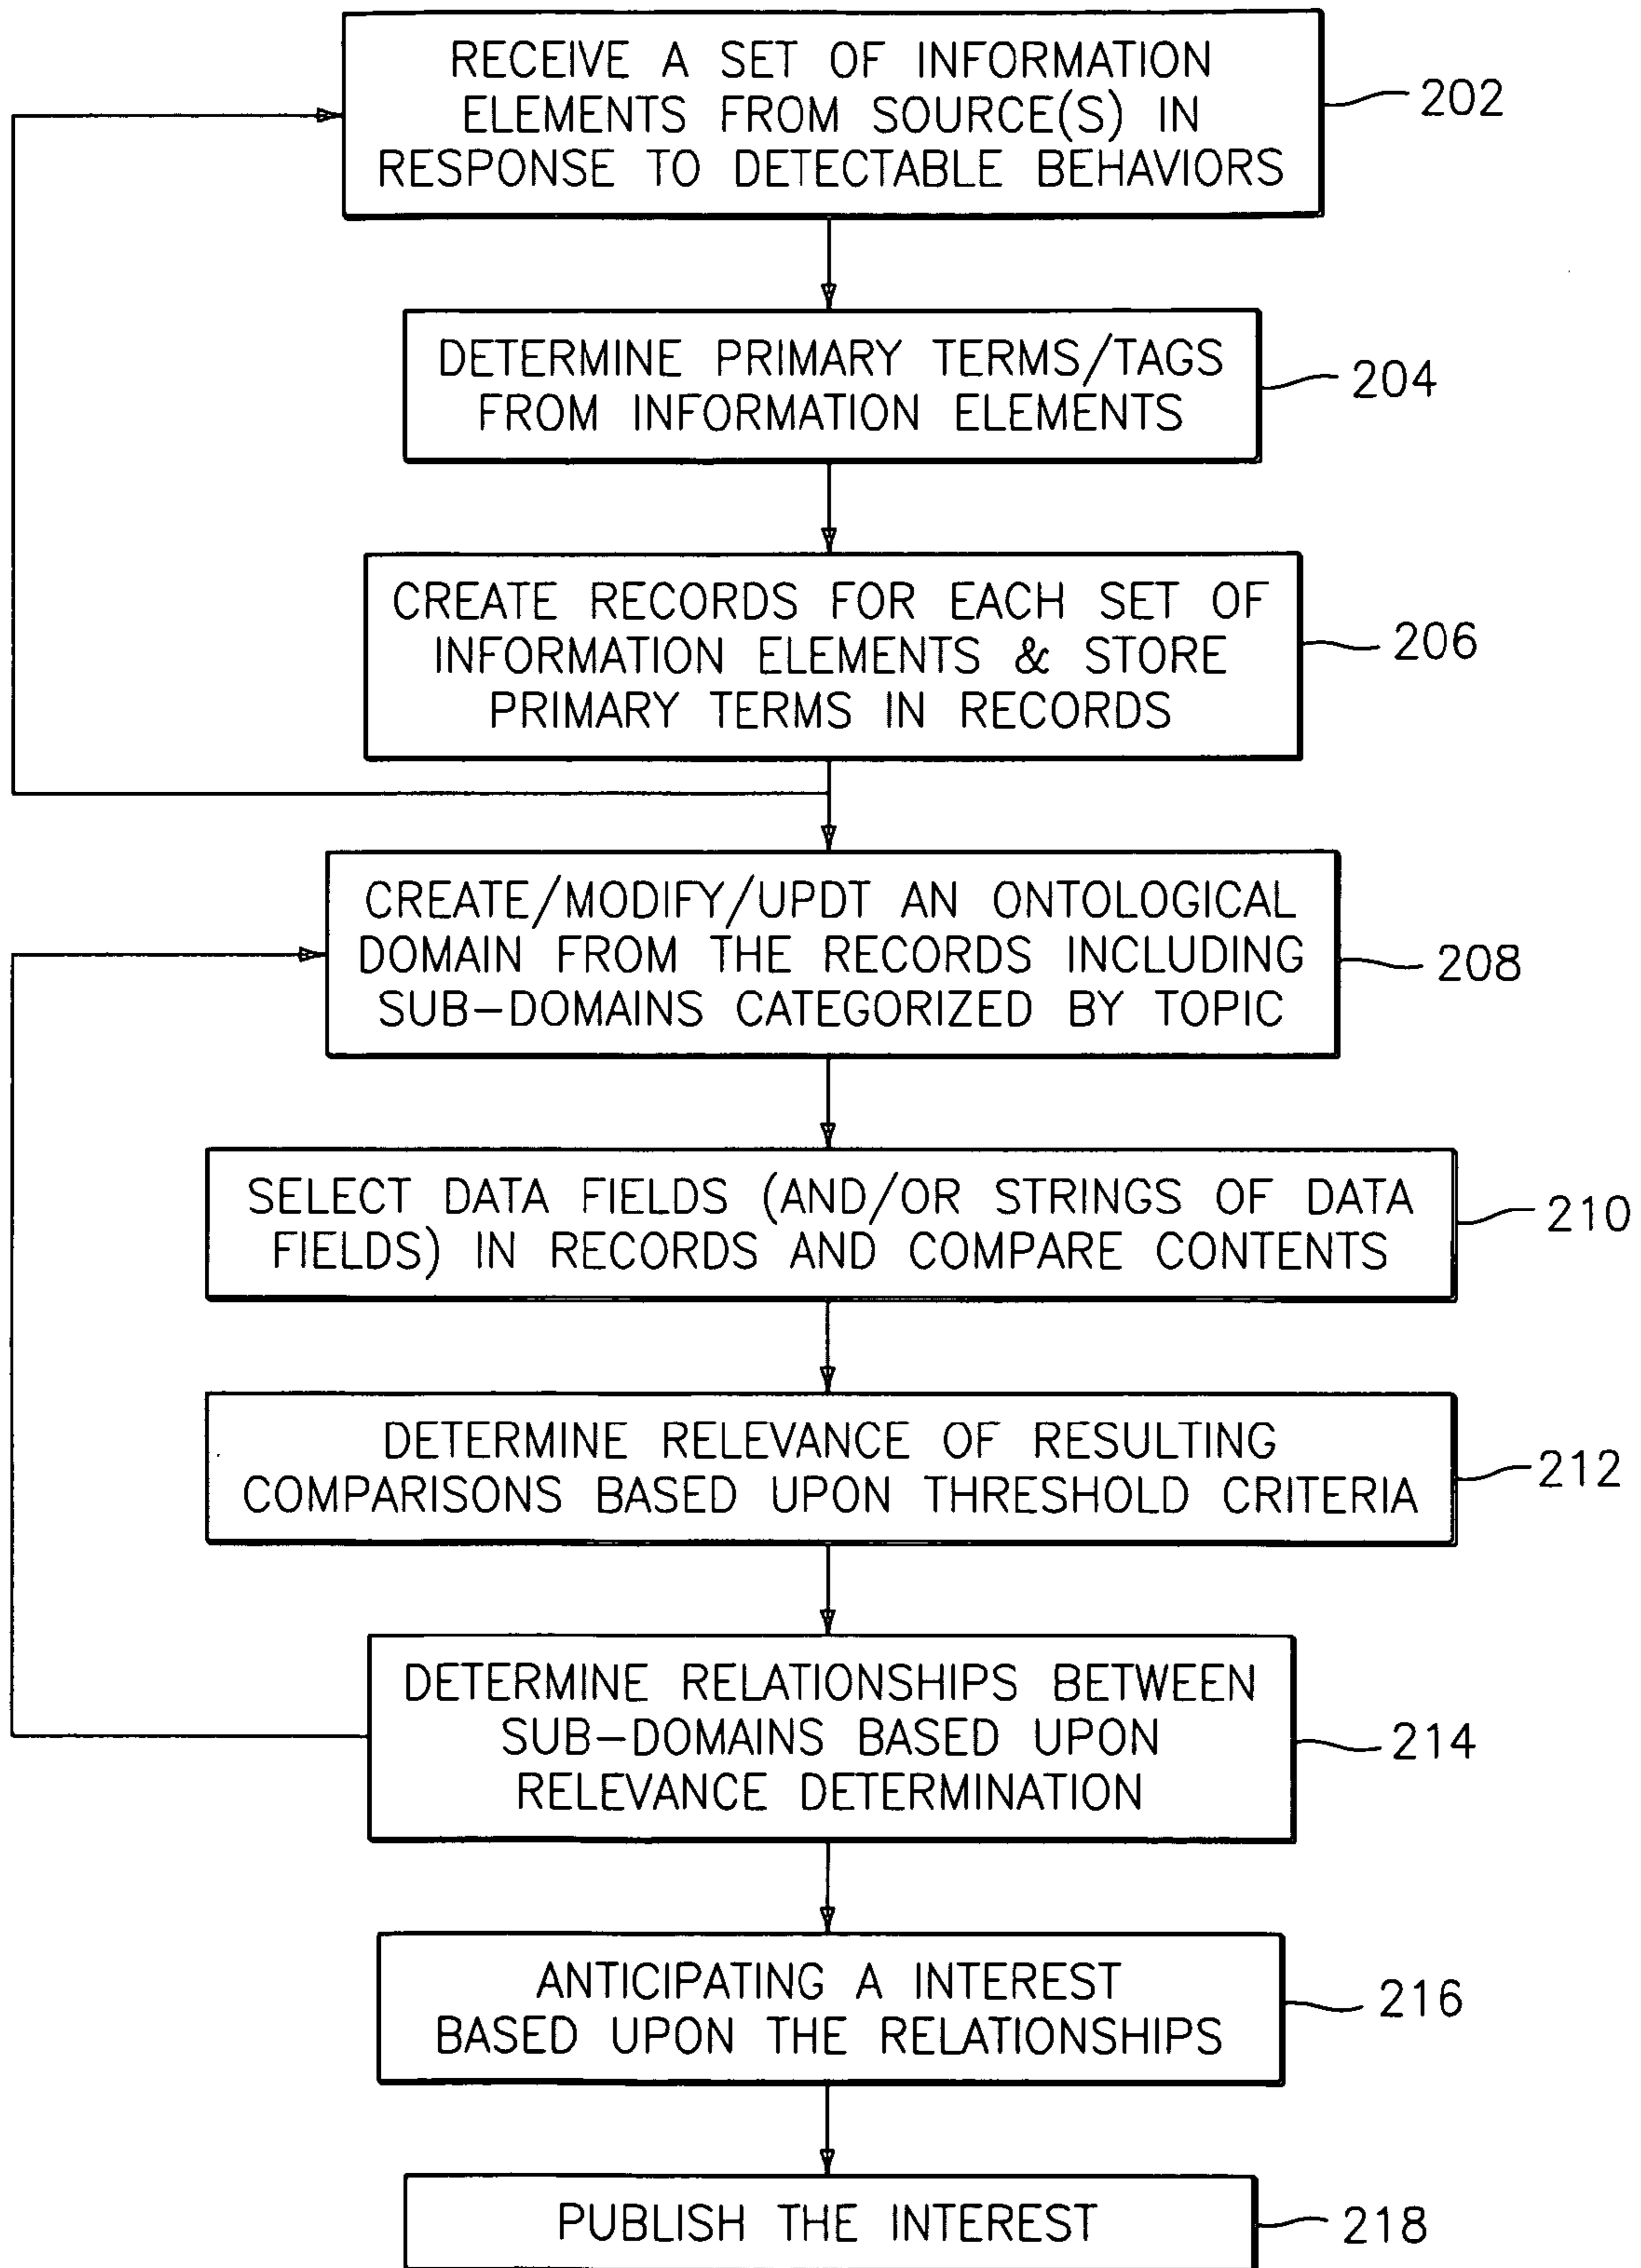 RECEIVE A SET OF INFORMATION
ELEMENTS FROM SOURCE(S) IN
RESPONSE TO DETECTABLE BEHAVIORS
202
DETERMINE PRIMARY TERMS/TAGS
FROM INFORMATION ELEMENTS
204
CREATE RECORDS FOR EACH SET OF
INFORMATION ELEMENTS & STORE
PRIMARY TERMS IN RECORDS
206
CREATE/MODIFY/UPDT AN ONTOLOGICAL
DOMAIN FROM THE RECORDS INCLUDING
SUB-DOMAINS CATEGORIZED BY TOPIC
208
SELECT DATA FIELDS (AND/OR STRINGS OF DATA
FIELDS) IN RECORDS AND COMPARE CONTENTS
210
DETERMINE RELEVANCE OF RESULTING
COMPARISONS BASED UPON THRESHOLD CRITERIA
212
DETERMINE RELATIONSHIPS BETWEEN
SUB-DOMAINS BASED UPON
RELEVANCE DETERMINATION
214
ANTICIPATING A INTEREST
BASED UPON THE RELATIONSHIPS
216
PUBLISH THE INTEREST
218